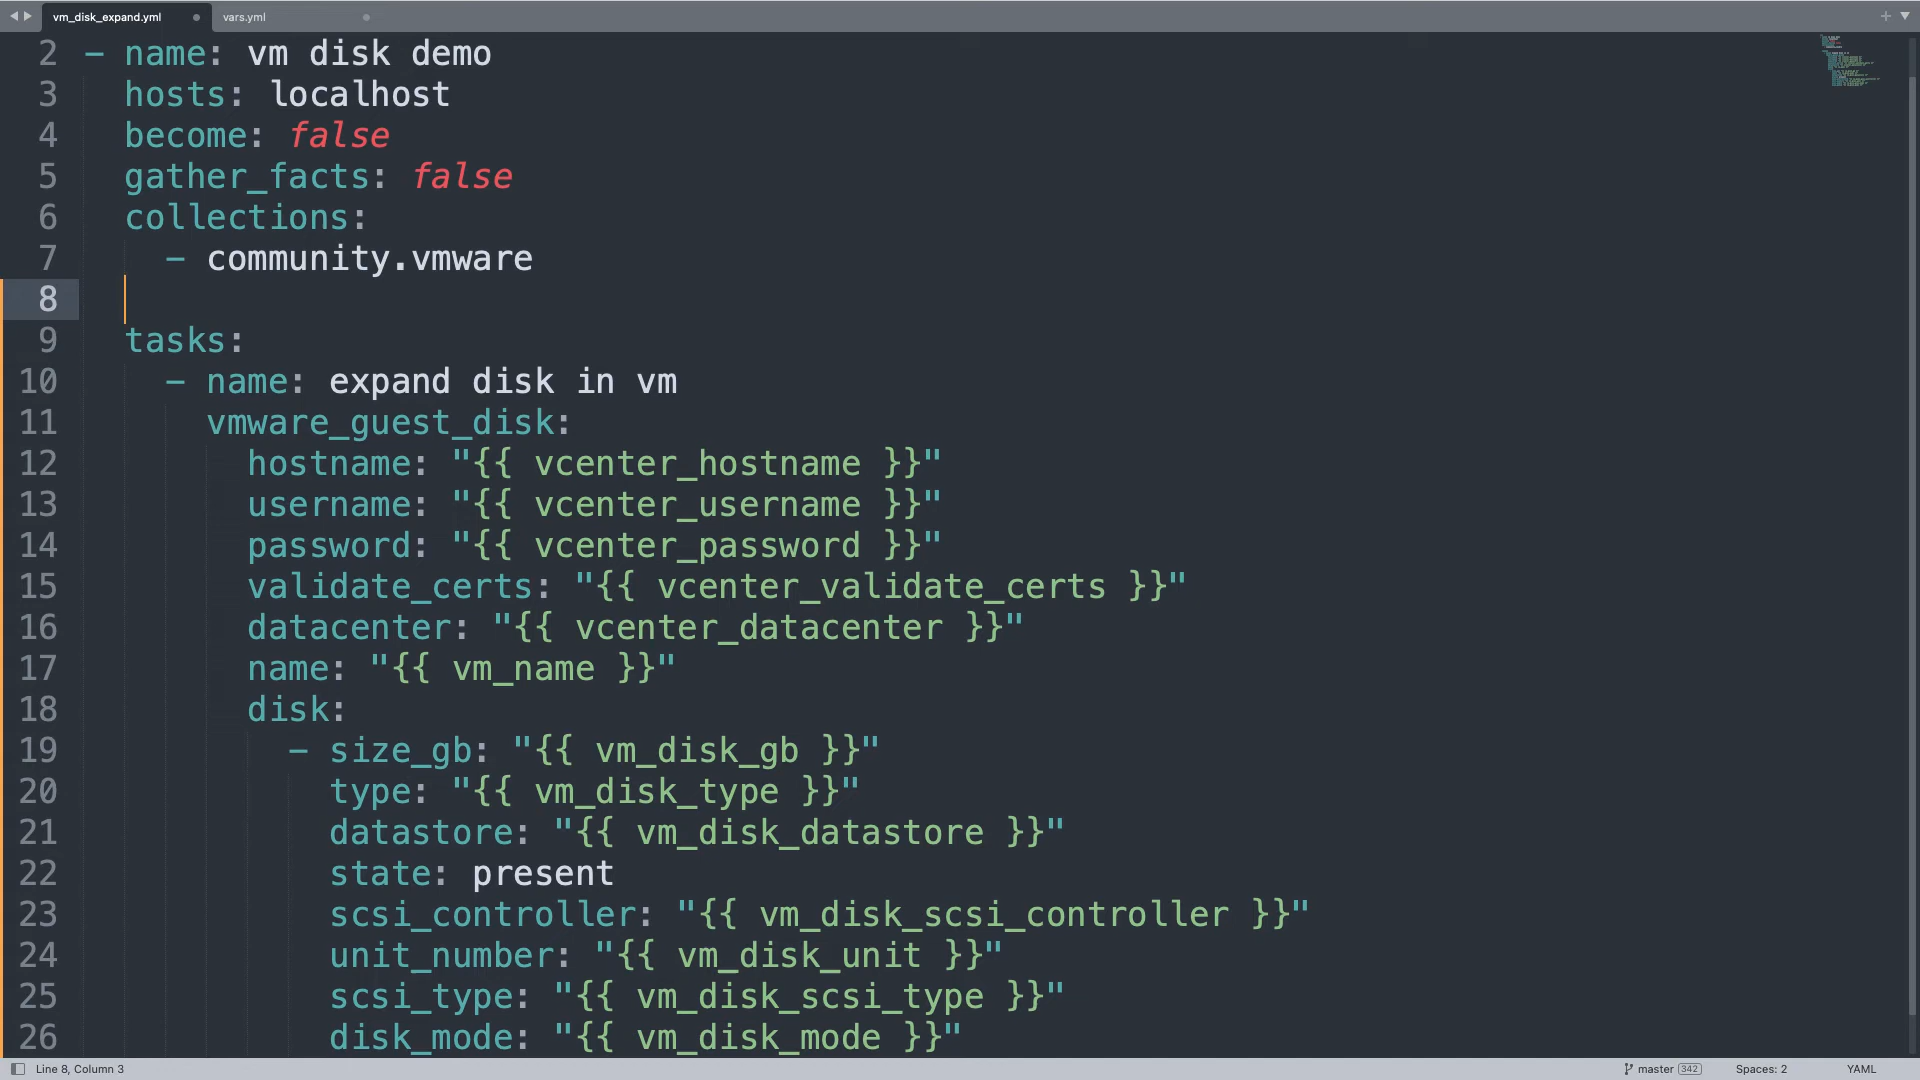 vm_disk_expand.yml
vars.yml
2 - name: vm disk demo
3 hosts: localhost
4 become: false
5 gather_facts: false
6 collections:
7 - community.vmware
8
9 tasks:
10 - name: expand disk in vm
11 vmware_guest_disk:
12 hostname: "{{ vcenter_hostname }}"
13 username: "{{ vcenter_username }}"
14 password: "{{ vcenter_password }}"
15 validate_certs: "{{ vcenter_validate_certs }}"
16 datacenter: "{{ vcenter_datacenter }}"
17 name: "{{ vm_name }}"
18 disk:
19 - size_gb: "{{ vm_disk_gb }}"
20 type: "{{ vm_disk_type }}"
21 datastore: "{{ vm_disk_datastore }}"
22 state: present
23 scsi_controller: "{{ vm_disk_scsi_controller }}"
24 unit_number: "{{ vm_disk_unit }}"
25 scsi_type: "{{ vm_disk_scsi_type }}"
26 disk_mode: "{{ vm_disk_mode }}"
Line 8, Column 3
master 342
Spaces: 2
YAML